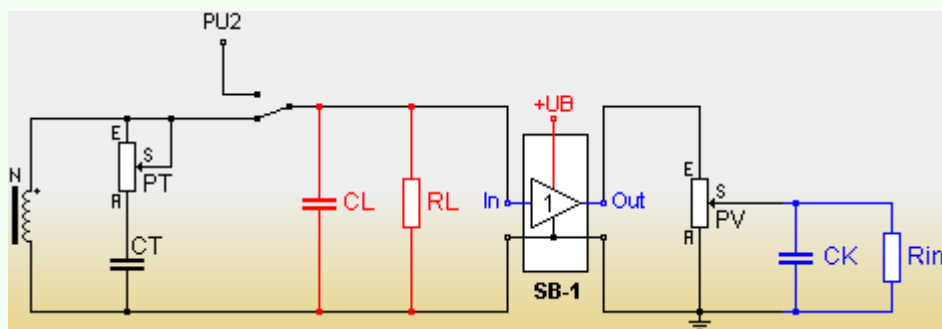 PU2
+UB
N
+
E
S
PT
A
CT
CL
RL
In
1
Out
SB-1
E
S
PV
A
CK
Rin